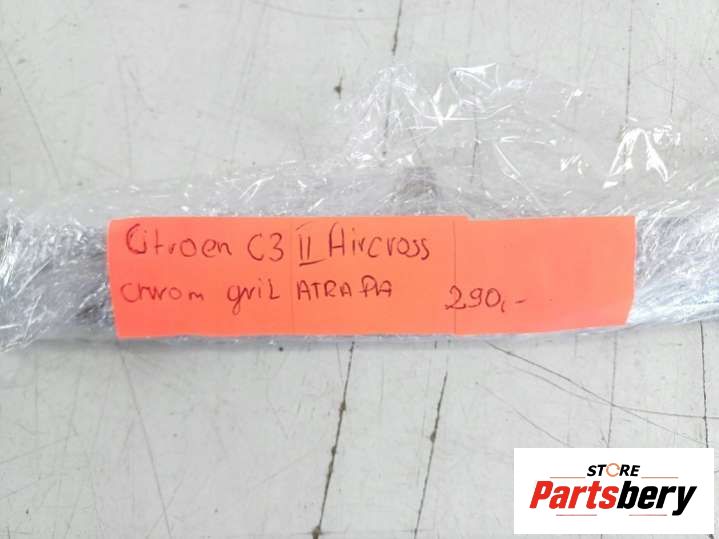 Citroen C3 II Aircross
Chrom gril ATRAPA 290,-
STORE
Partsbery